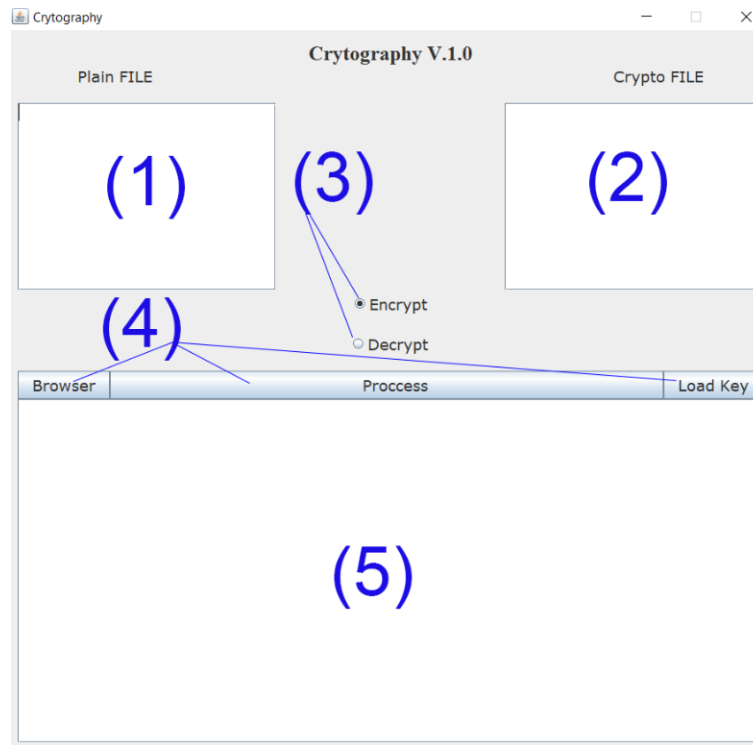 Crytography
Crytography V.1.0
Plain FILE
Crypto FILE
(1)
(3)
(2)
(4)
Encrypt
Decrypt
Browser
Proccess
Load Key
(5)